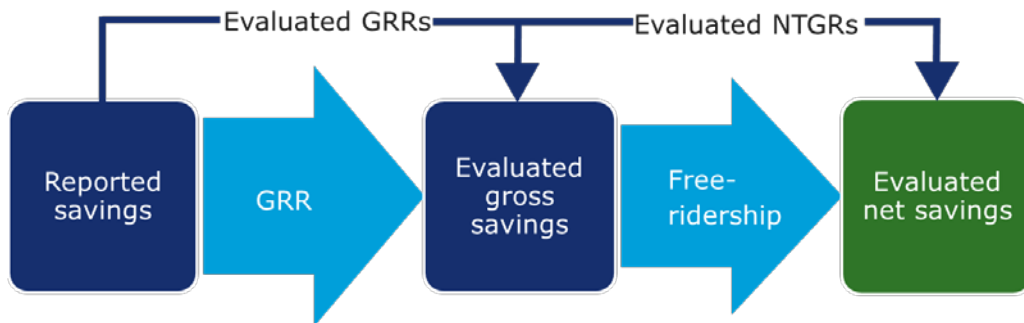 Evaluated GRRs
Evaluated NTGRs
Reported
savings
GRR
Evaluated
gross
savings
Free-
ridership
Evaluated
net savings